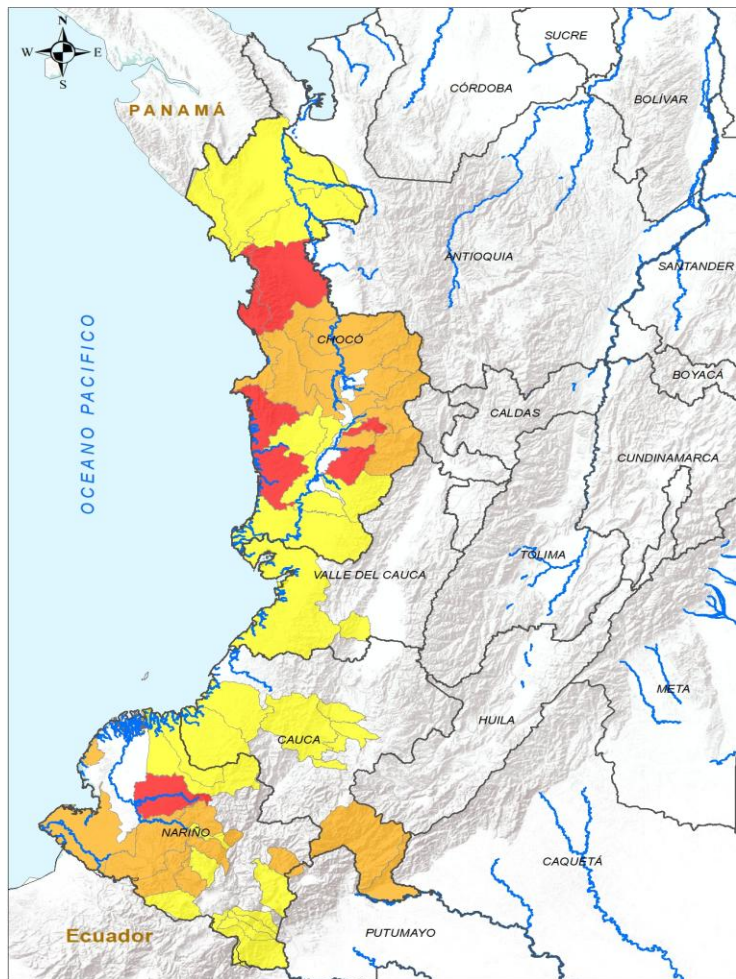 N
W E
S
SUCRE
CÓRDOBA
BOLÍVAR
PANAMÁ
ANTIOQUIA
SANTANDER
OCEANO PACIFICO
CHOCÓ
BOYACÁ
CALDAS
CUNDINAMARCA
TOLIMA
VALLE DEL CAUCA
META
HUILA
CAUCA
NARIÑO
CAQUETÁ
Ecuador
PUTUMAYO